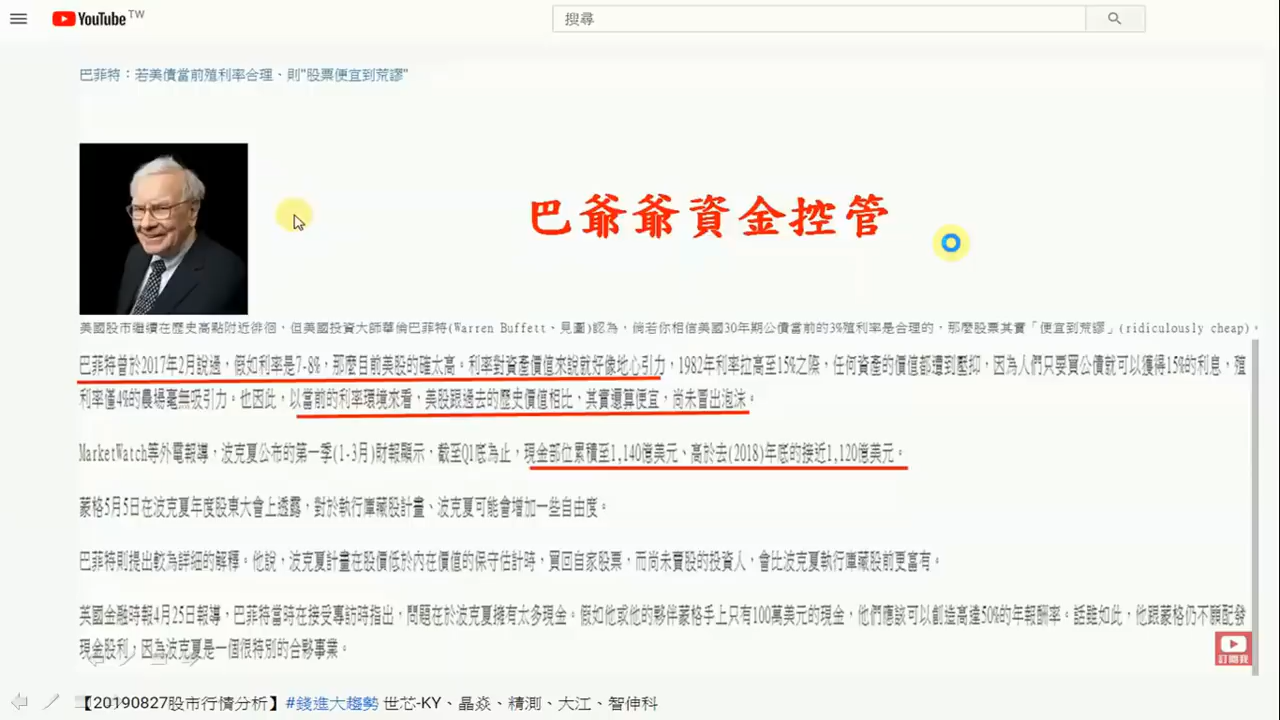 YouTube TW
搜尋
巴菲特：若美債當前殖利率合理、則"股票便宜到荒謬"
巴爺爺資金控管
美國股市繼續在歷史高點附近徘徊，但美國投資大師華倫巴菲特(Warren Buffett、見圖)認為，倘若你相信美國30年期公債當前的3%殖利率是合理的，那麼股票其實「便宜到荒謬」(ridiculously cheap)。
巴菲特曾於2017年2月說過，假如利率是7-8%，那麼目前美股的確太高。利率對資產價值來說就好像地心引力，1982年利率拉高至15%之際，任何資產的價值都遭到壓抑，因為人們只要買公債就可以獲得15%的利息，殖
利率僅4%的農場毫無吸引力。也因此，以當前的利率環境來看，美股跟過去的歷史價值相比，其實還算便宜，尚未冒出泡沫。
MarketWatch等外電報導，波克夏公布的第一季(1-3月)財報顯示，截至Q1底為止，現金部位累積至1,140億美元、高於去(2018)年底的接近1,120億美元。
蒙格5月5日在波克夏年度股東大會上透露，對於執行庫藏股計畫、波克夏可能會增加一些自由度。
巴菲特則提出較為詳細的解釋。他說，波克夏計畫在股價低於內在價值的保守估計時，買回自家股票，而尚未賣股的投資人，會比波克夏執行庫藏股前更富有。
英國金融時報4月25日報導，巴菲特當時在接受專訪時指出，問題在於波克夏擁有太多現金。假如他或他的夥伴蒙格手上只有100萬美元的現金，他們應該可以創造高達50%的年報酬率。話雖如此，他跟蒙格仍不願配發
現金股利，因為波克夏是一個很特別的合夥事業。
訂閱我
【20190827股市行情分析】#錢進大趨勢 世芯-KY、晶焱、精測、大江、智伸科